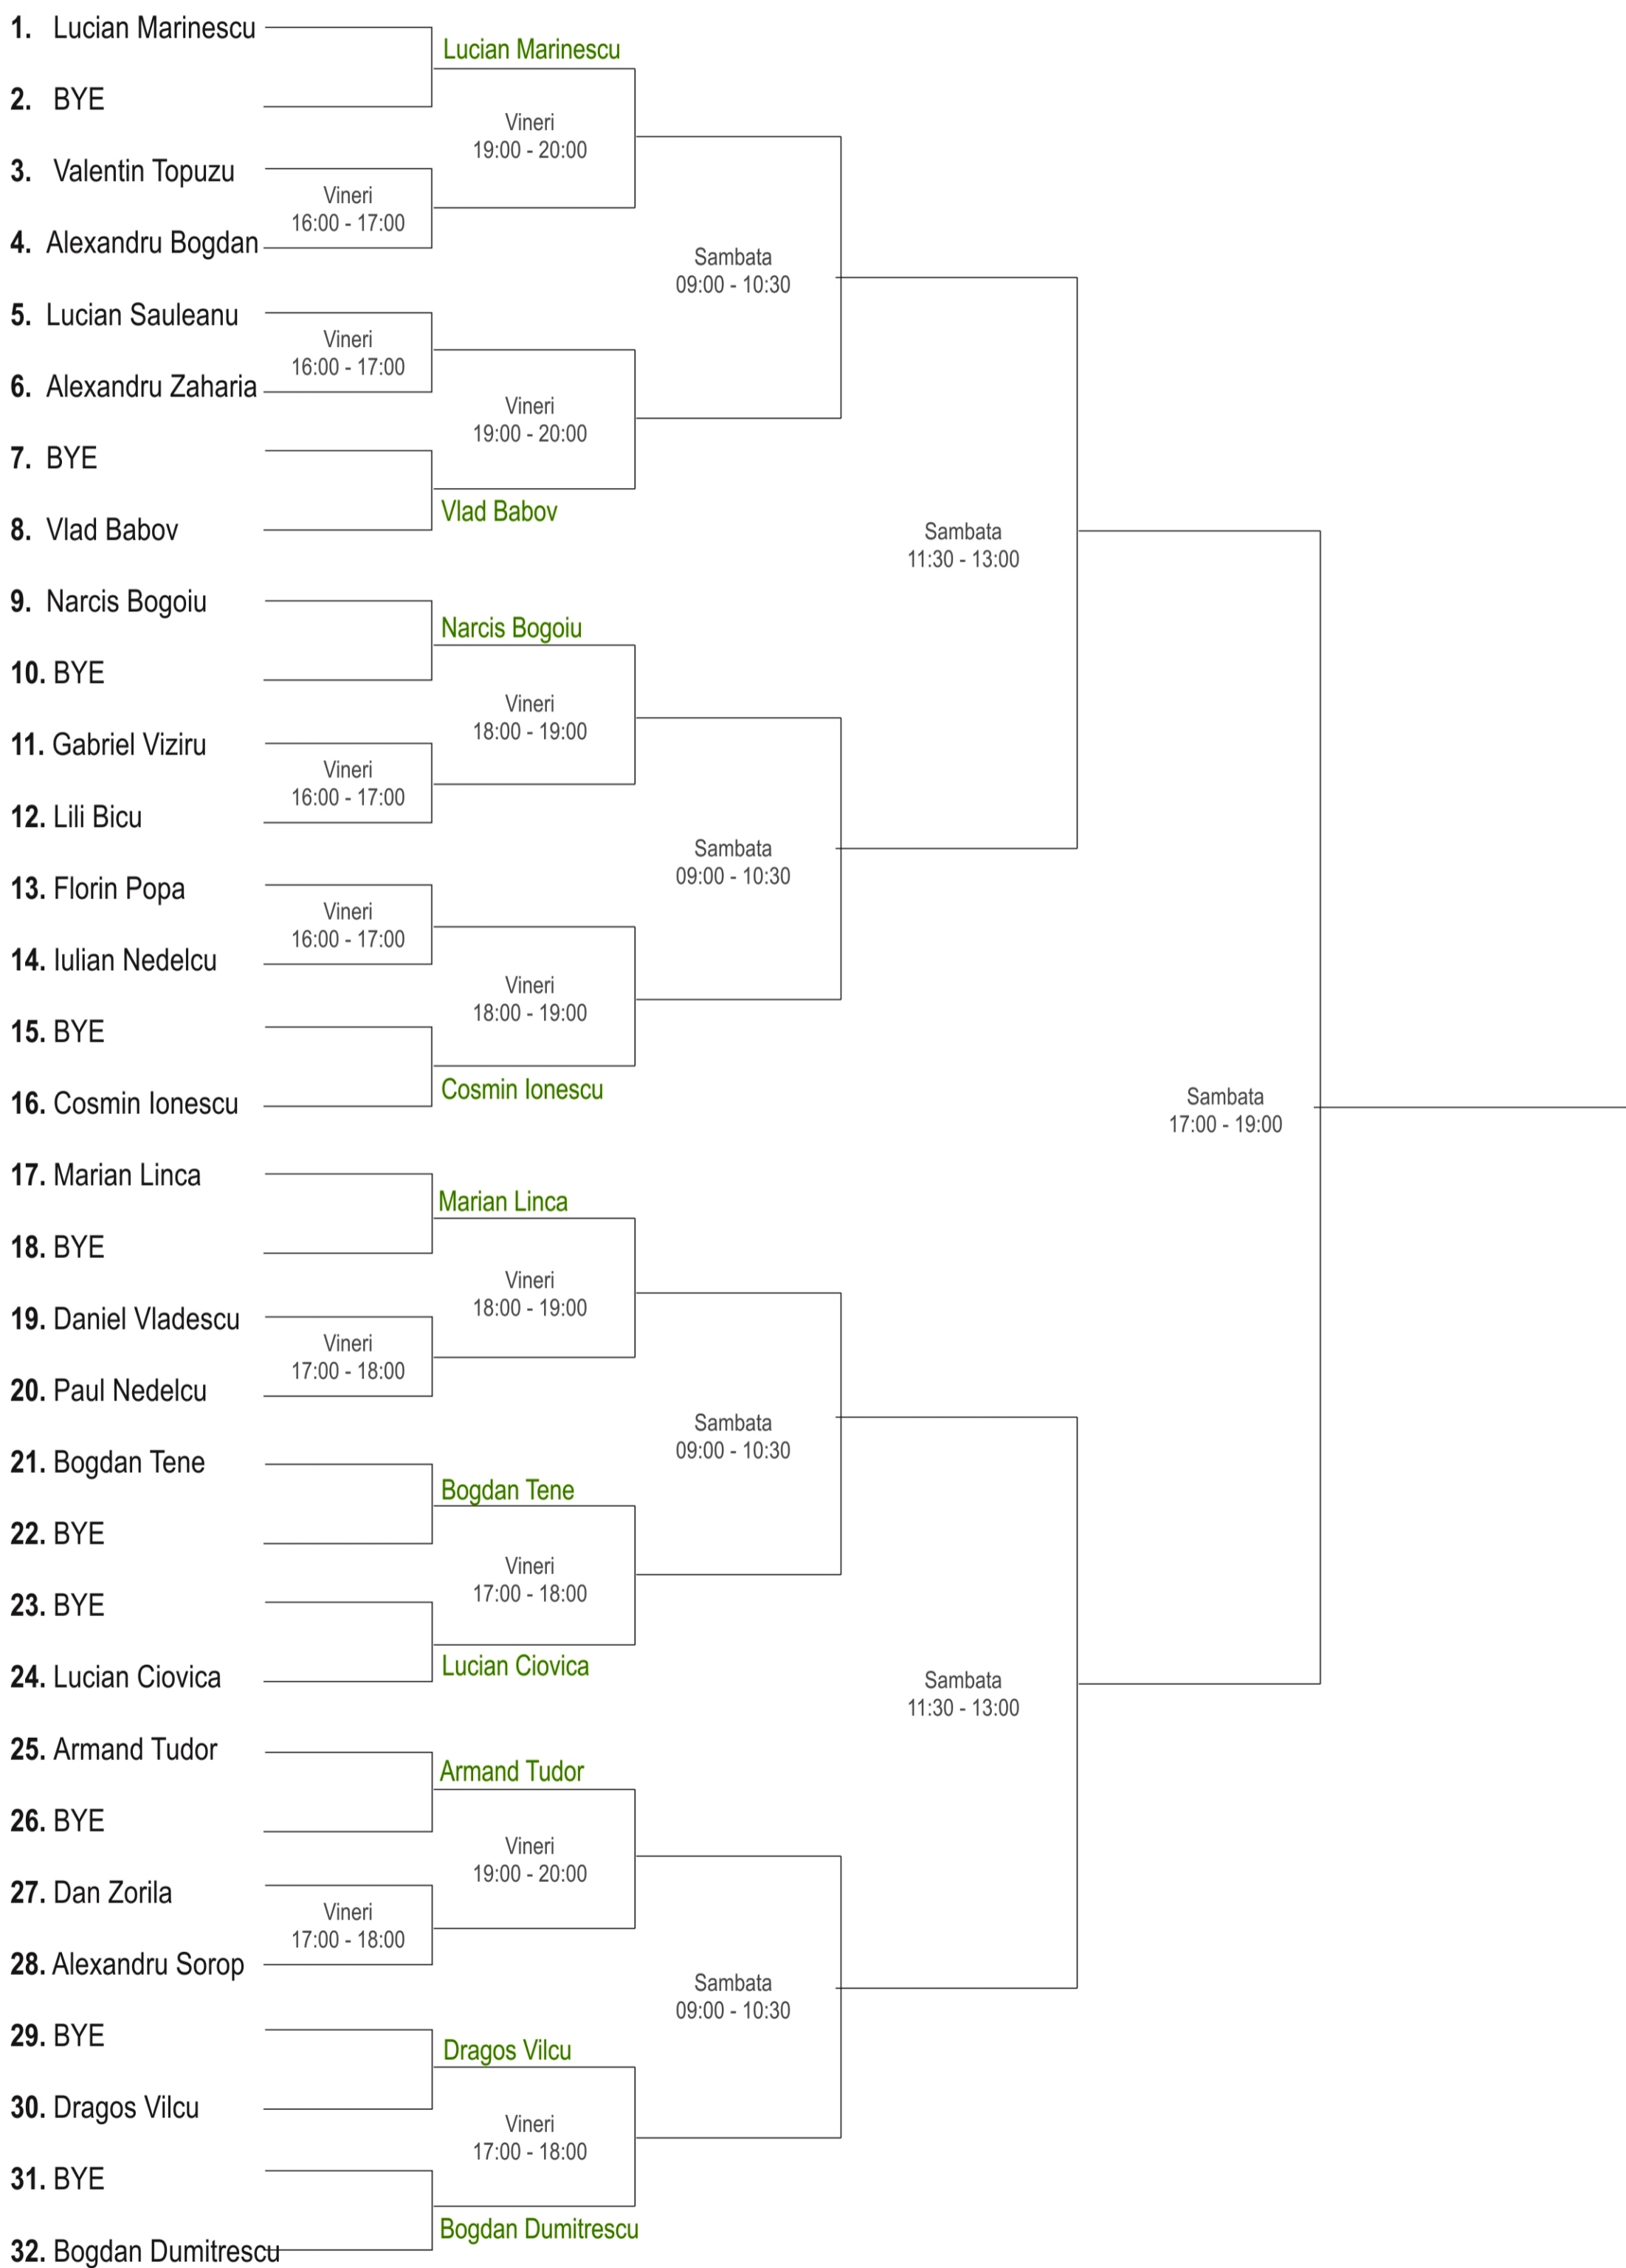 1. Lucian Marinescu
Lucian Marinescu
2. BYE
Vineri
19:00 - 20:00
3. Valentin Topuzu
Vineri
16:00 - 17:00
4. Alexandru Bogdan
Sambata
09:00 - 10:30
5. Lucian Sauleanu
Vineri
16:00 - 17:00
6. Alexandru Zaharia
Vineri
19:00 - 20:00
7. BYE
Vlad Babov
8. Vlad Babov
Sambata
11:30 - 13:00
9. Narcis Bogoiu
Narcis Bogoiu
10. BYE
Vineri
18:00 - 19:00
11. Gabriel Viziru
Vineri
16:00 - 17:00
12. Lili Bicu
Sambata
09:00 - 10:30
13. Florin Popa
Vineri
16:00 - 17:00
14. Iulian Nedelcu
Vineri
18:00 - 19:00
15. BYE
Cosmin Ionescu
16. Cosmin Ionescu
Sambata
17:00 - 19:00
17. Marian Linca
Marian Linca
18. BYE
Vineri
18:00 - 19:00
19. Daniel Vladescu
Vineri
17:00 - 18:00
20. Paul Nedelcu
Sambata
09:00 - 10:30
21. Bogdan Tene
Bogdan Tene
22. BYE
Vineri
17:00 - 18:00
23. BYE
Lucian Ciovica
24. Lucian Ciovica
Sambata
11:30 - 13:00
25. Armand Tudor
Armand Tudor
26. BYE
Vineri
19:00 - 20:00
27. Dan Zorila
Vineri
17:00 - 18:00
28. Alexandru Sorop
Sambata
09:00 - 10:30
29. BYE
Dragos Vilcu
30. Dragos Vilcu
Vineri
17:00 - 18:00
31. BYE
Bogdan Dumitrescu
32. Bogdan Dumitrescu